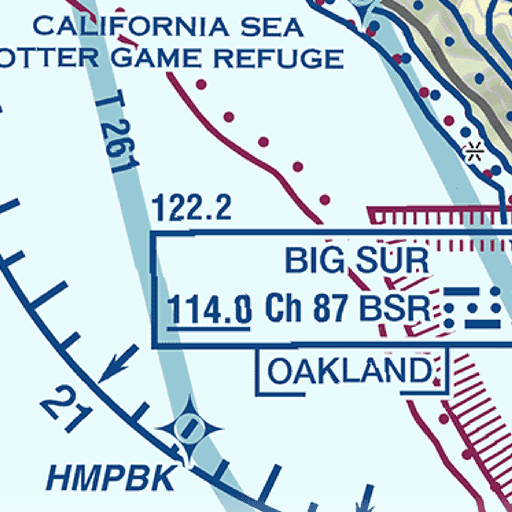 CALIFORNIA SEA
OTTER GAME REFUGE
T 261
122.2
BIG SUR
114.0 Ch 87 BSR
OAKLAND
21
HMPBK